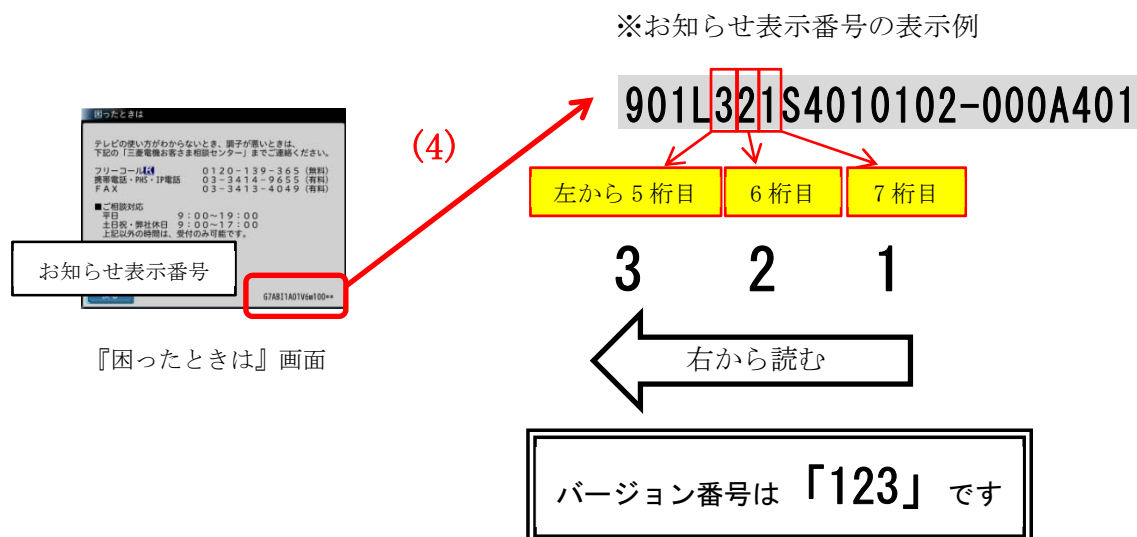 ※お知らせ表示番号の表示例
901L321S4010102-000A401
(4)
左から5桁目
6桁目
7桁目
3
2
1
右から読む
バージョン番号は「123」です
困ったときは
テレビの使い方がわからないとき、調子が悪いときは、
下記の「三菱電機お客さま相談センター」までご連絡ください。
フリーコール 0120-139-365 (無料)
携帯電話・PHS・IP電話 03-3414-9655 (有料)
FAX 03-3413-4049 (有料)
■ご相談対応
平日 9:00~19:00
土日祝・弊社休日 9:00~17:00
上記以外の時間は、受付のみ可能です。
お知らせ表示番号
G7ABI1A01V6m100**
『困ったときは』画面